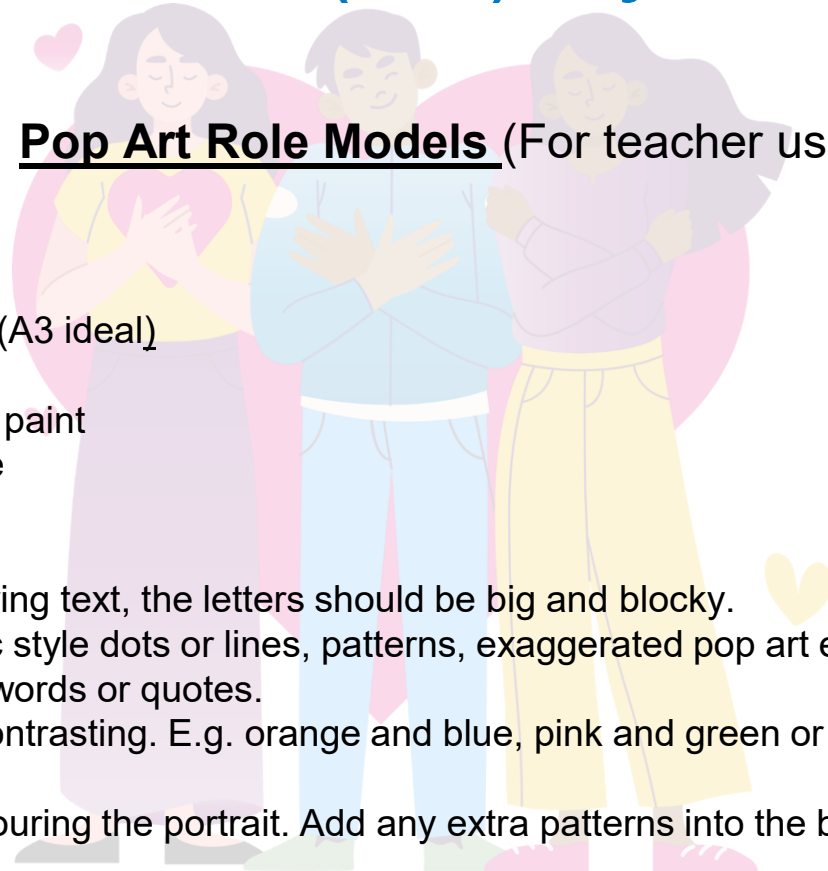 Pop Art Role Models (For teacher us
(A3 ideal)
paint
e
ing text, the letters should be big and blocky.
c style dots or lines, patterns, exaggerated pop art e
words or quotes.
ontrasting. E.g. orange and blue, pink and green or
ouring the portrait. Add any extra patterns into the b